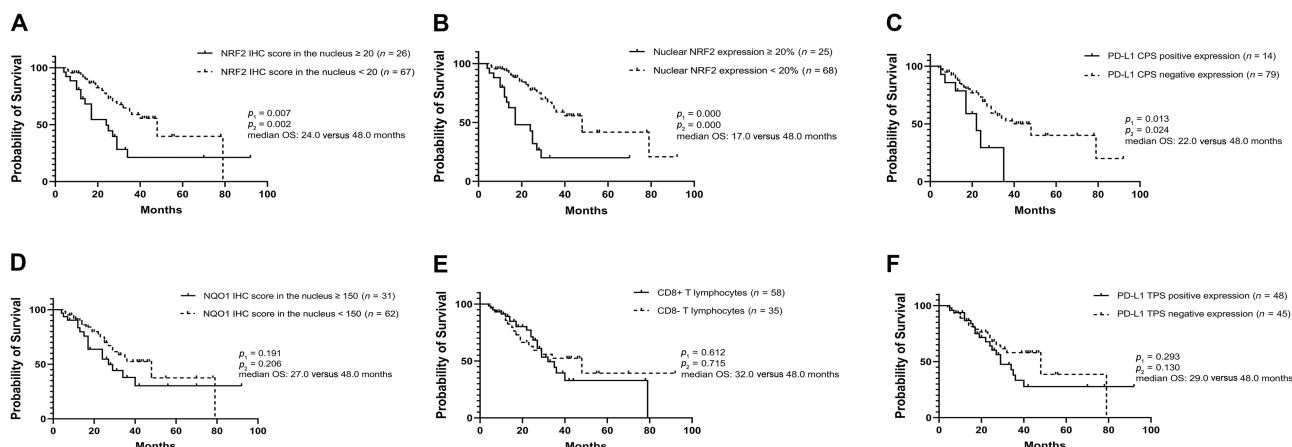 A
NRF2 IHC score in the nucleus ≥ 20 (n = 26)
NRF2 IHC score in the nucleus < 20 (n = 67)
p1 = 0.007
p2 = 0.002
median OS: 24.0 versus 48.0 months
Probability of Survival
100
50
0
0 20 40 60 80 100
Months
B
Nuclear NRF2 expression ≥ 20% (n = 25)
Nuclear NRF2 expression < 20% (n = 68)
p1 = 0.000
p2 = 0.000
median OS: 17.0 versus 48.0 months
Probability of Survival
100
50
0
0 20 40 60 80 100
Months
C
PD-L1 CPS positive expression (n = 14)
PD-L1 CPS negative expression (n = 79)
p1 = 0.013
p2 = 0.024
median OS: 22.0 versus 48.0 months
Probability of Survival
100
50
0
0 20 40 60 80 100
Months
D
NQO1 IHC score in the nucleus ≥ 150 (n = 31)
NQO1 IHC score in the nucleus < 150 (n = 62)
p1 = 0.191
p2 = 0.206
median OS: 27.0 versus 48.0 months
Probability of Survival
100
50
0
0 20 40 60 80 100
Months
E
CD8+ T lymphocytes (n = 58)
CD8- T lymphocytes (n = 35)
p1 = 0.612
p2 = 0.715
median OS: 32.0 versus 48.0 months
Probability of Survival
100
50
0
0 20 40 60 80 100
Months
F
PD-L1 TPS positive expression (n = 48)
PD-L1 TPS negative expression (n = 45)
p1 = 0.293
p2 = 0.130
median OS: 29.0 versus 48.0 months
Probability of Survival
100
50
0
0 20 40 60 80 100
Months